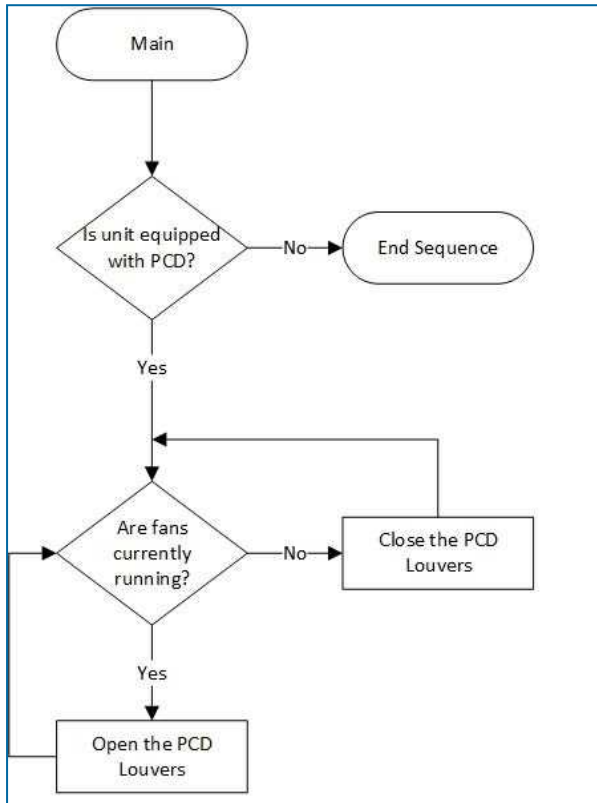 Main
Is unit equipped
with PCD?
No
End Sequence
Yes
Are fans
currently
running?
No
Close the PCD
Louvers
Yes
Open the PCD
Louvers